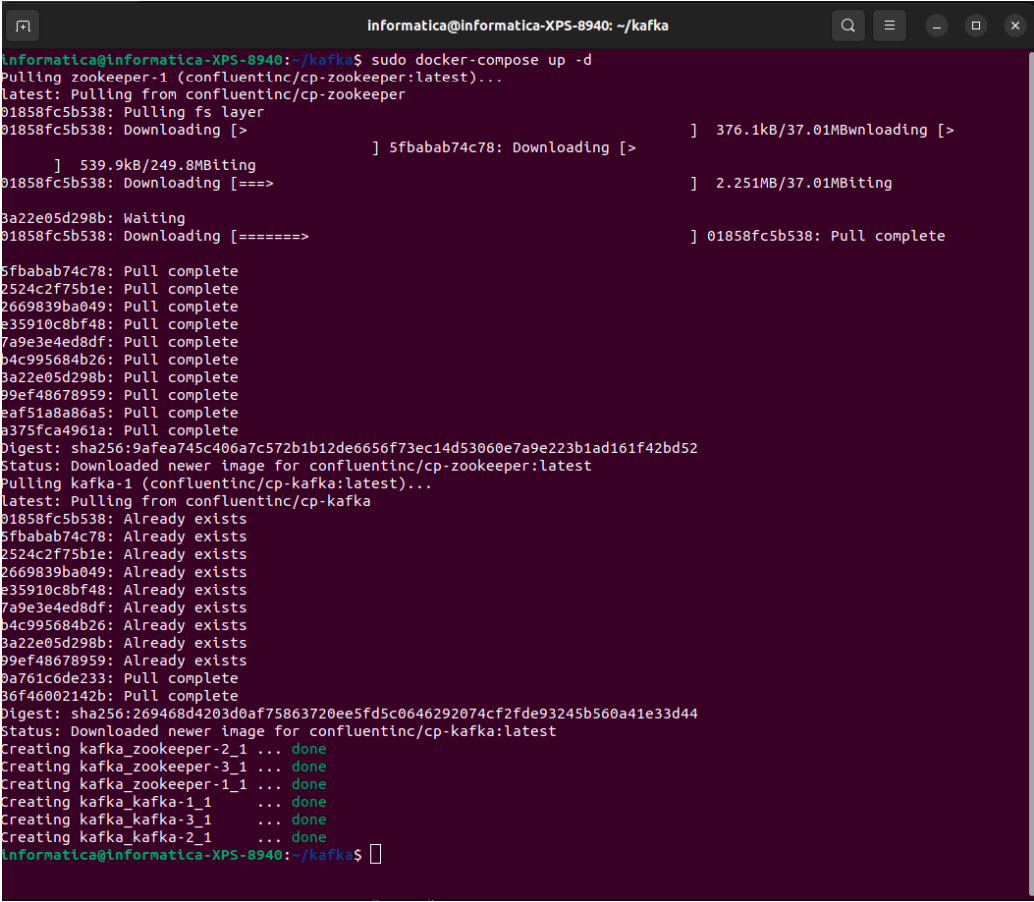 informatica@informatica-XPS-8940: ~/kafka
informatica@informatica-XPS-8940:~/kafka$ sudo docker-compose up -d
Pulling zookeeper-1 (confluentinc/cp-zookeeper:latest)...
latest: Pulling from confluentinc/cp-zookeeper
01858fc5b538: Pulling fs layer
01858fc5b538: Downloading [>                                                  ]  376.1kB/37.01MBwnloading [>
] 5fbabab74c78: Downloading [>
]  539.9kB/249.8MBiting
01858fc5b538: Downloading [===>                                               ]  2.251MB/37.01MBiting
3a22e05d298b: Waiting
01858fc5b538: Downloading [=======>                                           ] 01858fc5b538: Pull complete
5fbabab74c78: Pull complete
2524c2f75b1e: Pull complete
2669839ba049: Pull complete
e35910c8bf48: Pull complete
7a9e3e4ed8df: Pull complete
b4c995684b26: Pull complete
3a22e05d298b: Pull complete
99ef48678959: Pull complete
eaf51a8a86a5: Pull complete
a375fca4961a: Pull complete
Digest: sha256:9afea745c406a7c572b1b12de6656f73ec14d53060e7a9e223b1ad161f42bd52
Status: Downloaded newer image for confluentinc/cp-zookeeper:latest
Pulling kafka-1 (confluentinc/cp-kafka:latest)...
latest: Pulling from confluentinc/cp-kafka
01858fc5b538: Already exists
5fbabab74c78: Already exists
2524c2f75b1e: Already exists
2669839ba049: Already exists
e35910c8bf48: Already exists
7a9e3e4ed8df: Already exists
b4c995684b26: Already exists
3a22e05d298b: Already exists
99ef48678959: Already exists
0a761c6de233: Pull complete
36f46002142b: Pull complete
Digest: sha256:269468d4203d0af75863720ee5fd5c0646292074cf2fde93245b560a41e33d44
Status: Downloaded newer image for confluentinc/cp-kafka:latest
Creating kafka_zookeeper-2_1 ... done
Creating kafka_zookeeper-3_1 ... done
Creating kafka_zookeeper-1_1 ... done
Creating kafka_kafka-1_1     ... done
Creating kafka_kafka-3_1     ... done
Creating kafka_kafka-2_1     ... done
informatica@informatica-XPS-8940:~/kafka$